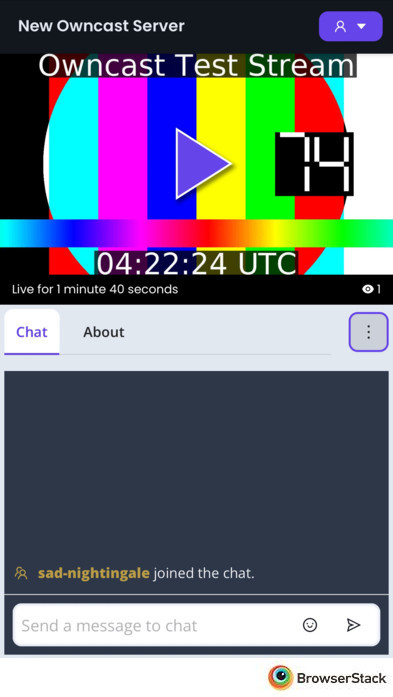 New Owncast Server
Owncast Test Stream
74
04:22:24 UTC
Live for 1 minute 40 seconds
1
Chat
About
sad-nightingale joined the chat.
Send a message to chat
BrowserStack